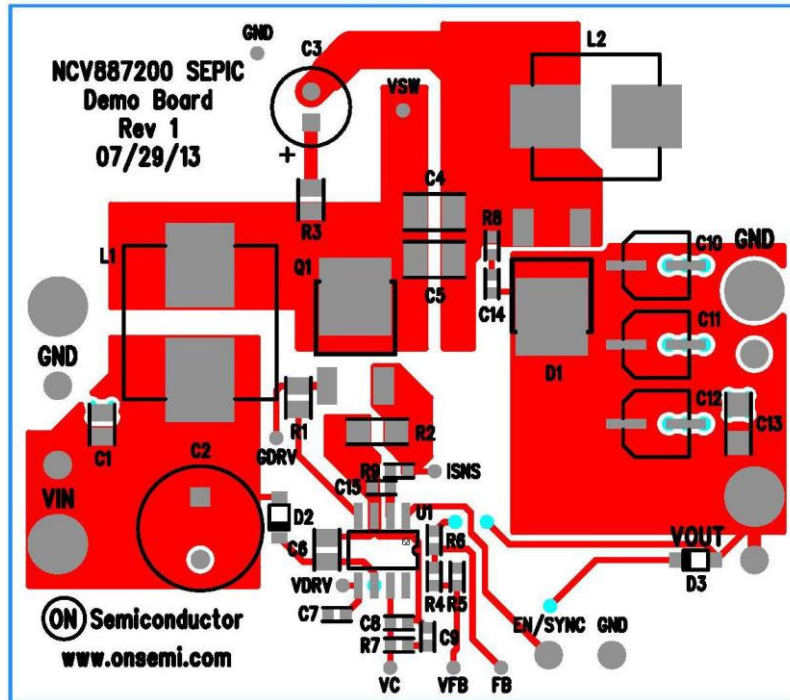 GND
C3
L2
NCV887200 SEPIC
Demo Board
Rev 1
07/29/13
VSW
+
C4
R3
R8
C10
GND
L1
Q1
C5
C14
C11
GND
D1
C12
R1
R2
C13
C1
GDRV
C2
R9
ISNS
C15
VIN
U1
D2
C6
R6
VOUT
D3
VDRV
R4
R5
ON Semiconductor
C7
C8
EN/SYNC
GND
R7
C9
www.onsemi.com
VC
VFB
FB